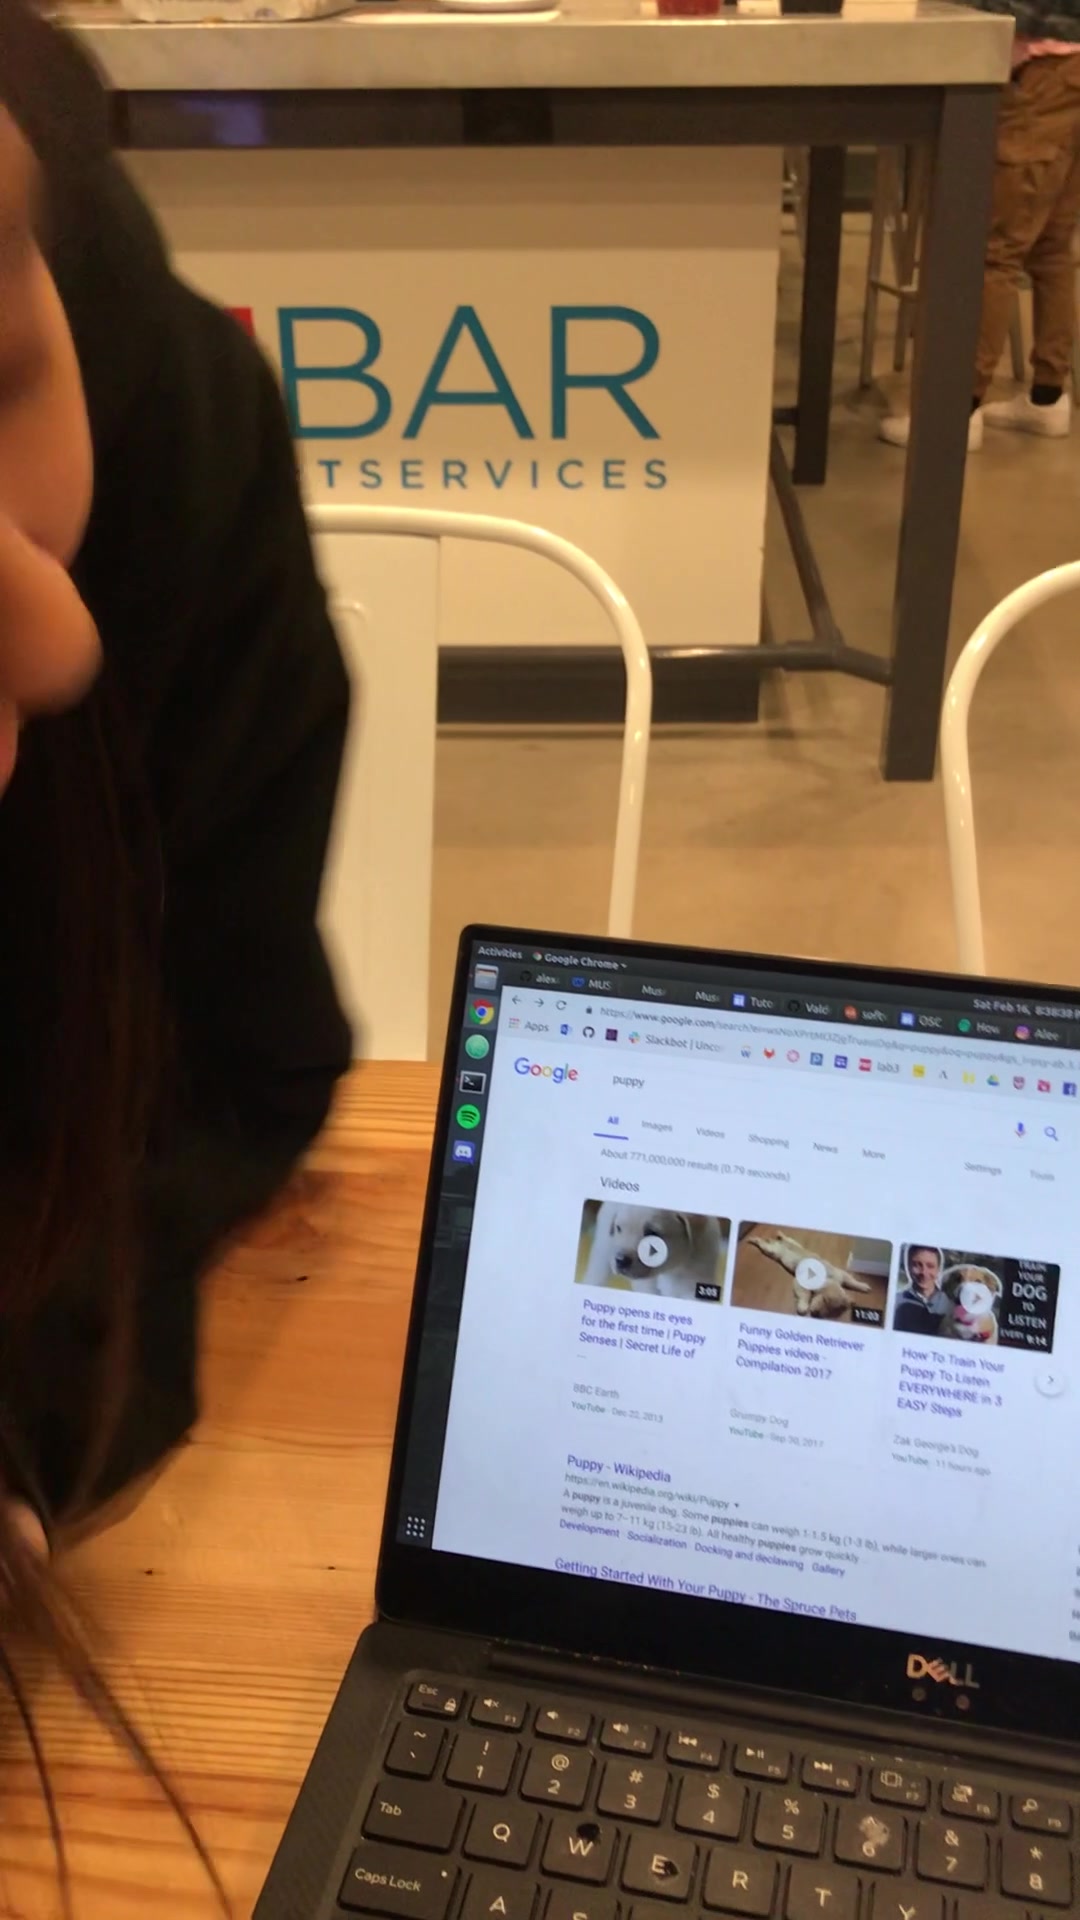 BAR
TSERVICES
Activities
Google Chrome
Sat Feb 16, 8:38:38 P
alex
MUS
Mus
Mus
Tuto
OSC
How
https://www.google.com/search?
Apps
Slackbot | Unco
lab3
Google
puppy
All
Images
Videos
Shopping
News
More
Settings
Tools
About 771,000,000 results (0.79 seconds)
Videos
3:05
11:03
TRAIN
YOUR
DOG
TO
LISTEN
EVERY
9:14
Puppy opens its eyes
for the first time | Puppy
Senses | Secret Life of
...
BBC Earth
YouTube · Dec 22, 2013
Funny Golden Retriever
Puppies videos -
Compilation 2017
Grumpy Dog
YouTube · Sep 30, 2017
How To Train Your
Puppy To Listen
EVERYWHERE in 3
EASY Steps
Zak George's Dog
YouTube · 11 hours ago
Puppy - Wikipedia
https://en.wikipedia.org/wiki/Puppy
A puppy is a juvenile dog. Some puppies can weigh 1-1.5 kg (1-3 lb), while larger ones can
weigh up to 7–11 kg (15-23 lb). All healthy puppies grow quickly
Development · Socialization · Docking and declawing · Gallery
Getting Started With Your Puppy - The Spruce Pets
DELL
Esc F1 F2 F3 F4 F5 F6 F7 F8 F9
~ ` ! 1 @ 2 # 3 $ 4 % 5 6 & 7 * 8
Tab Q W E R T Y
Caps Lock A S